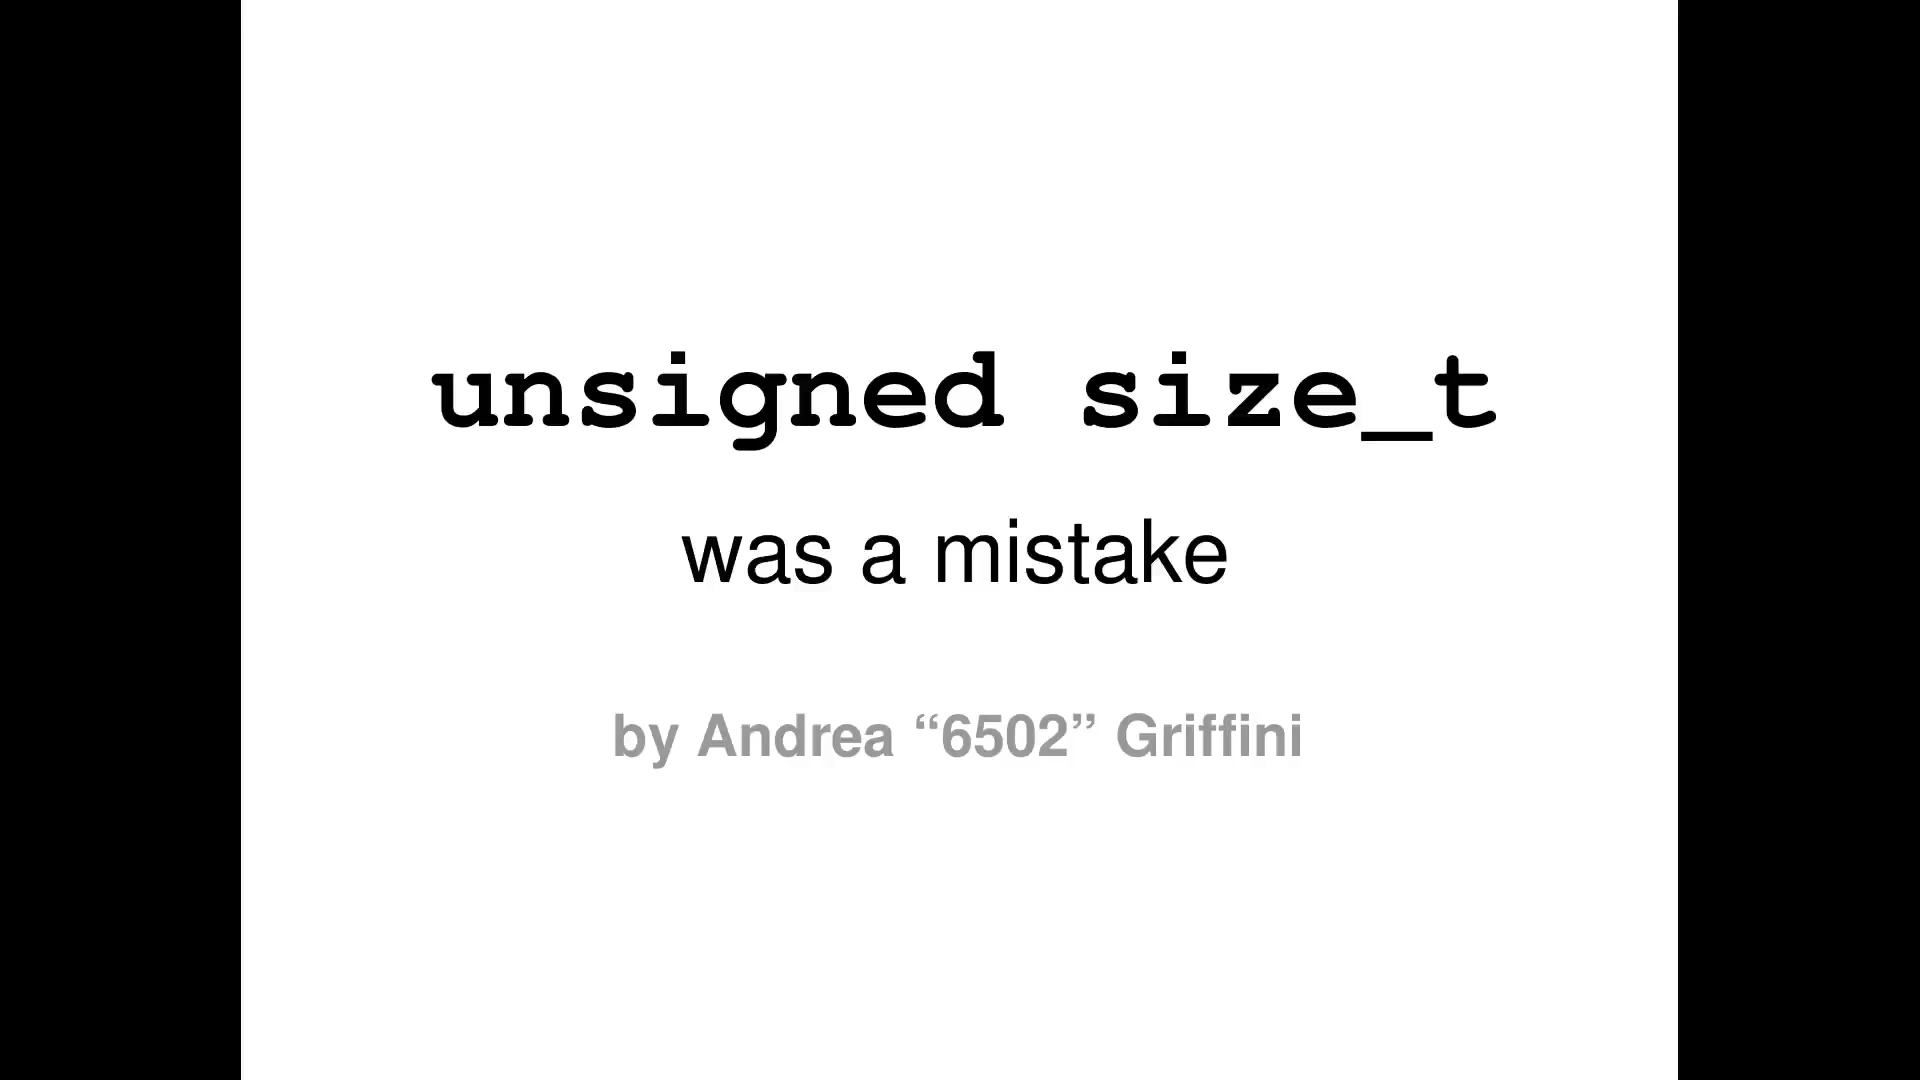 unsigned size_t
was a mistake
by Andrea “6502” Griffini